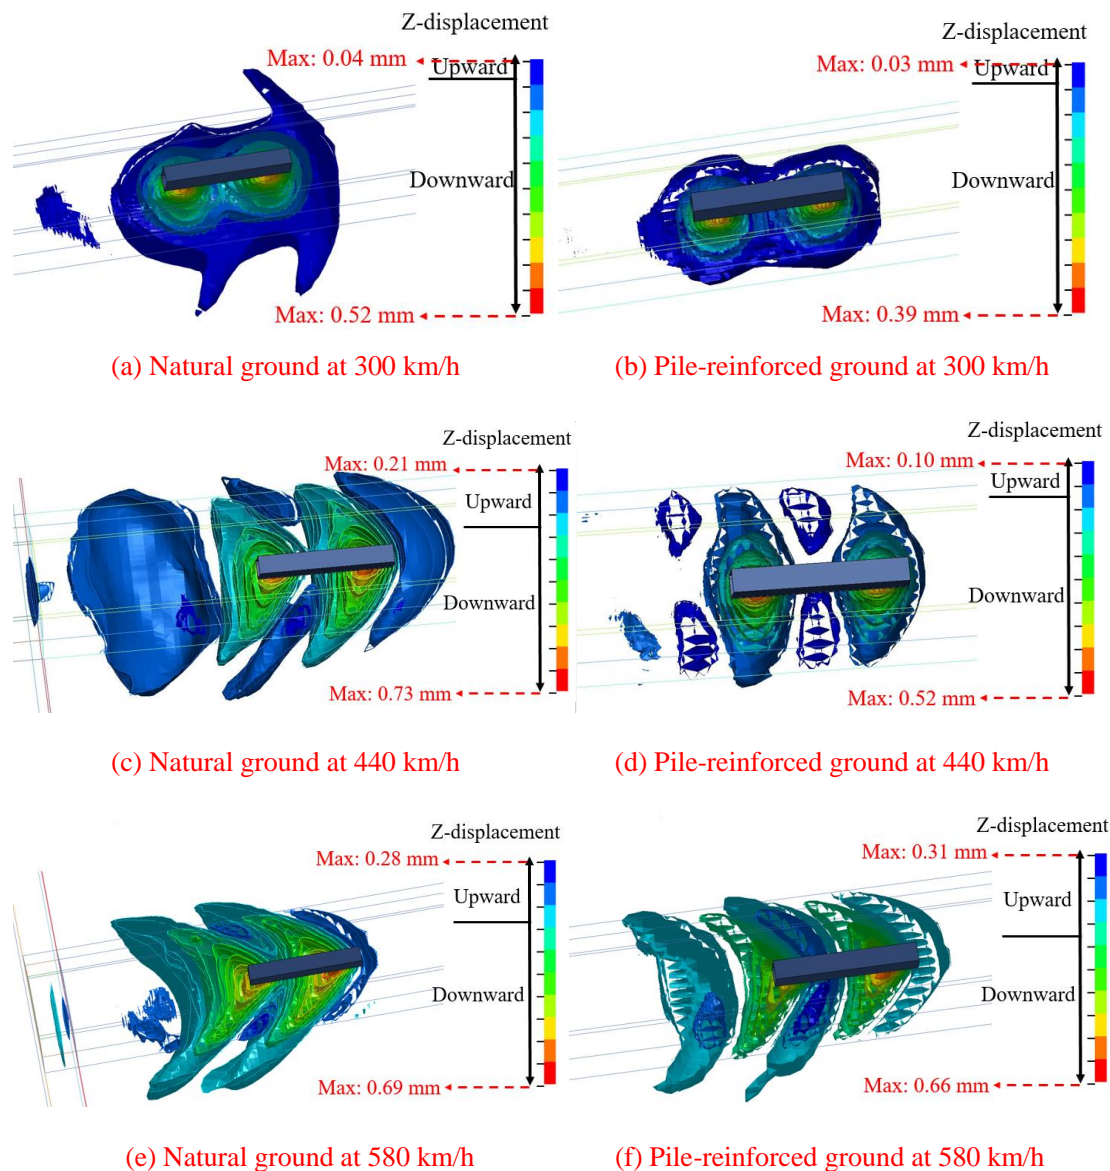 Z-displacement
Max: 0.04 mm
Upward
Downward
Max: 0.52 mm
(a) Natural ground at 300 km/h
Z-displacement
Max: 0.03 mm
Upward
Downward
Max: 0.39 mm
(b) Pile-reinforced ground at 300 km/h
Z-displacement
Max: 0.21 mm
Upward
Downward
Max: 0.73 mm
(c) Natural ground at 440 km/h
Z-displacement
Max: 0.10 mm
Upward
Downward
Max: 0.52 mm
(d) Pile-reinforced ground at 440 km/h
Z-displacement
Max: 0.28 mm
Upward
Downward
Max: 0.69 mm
(e) Natural ground at 580 km/h
Z-displacement
Max: 0.31 mm
Upward
Downward
Max: 0.66 mm
(f) Pile-reinforced ground at 580 km/h